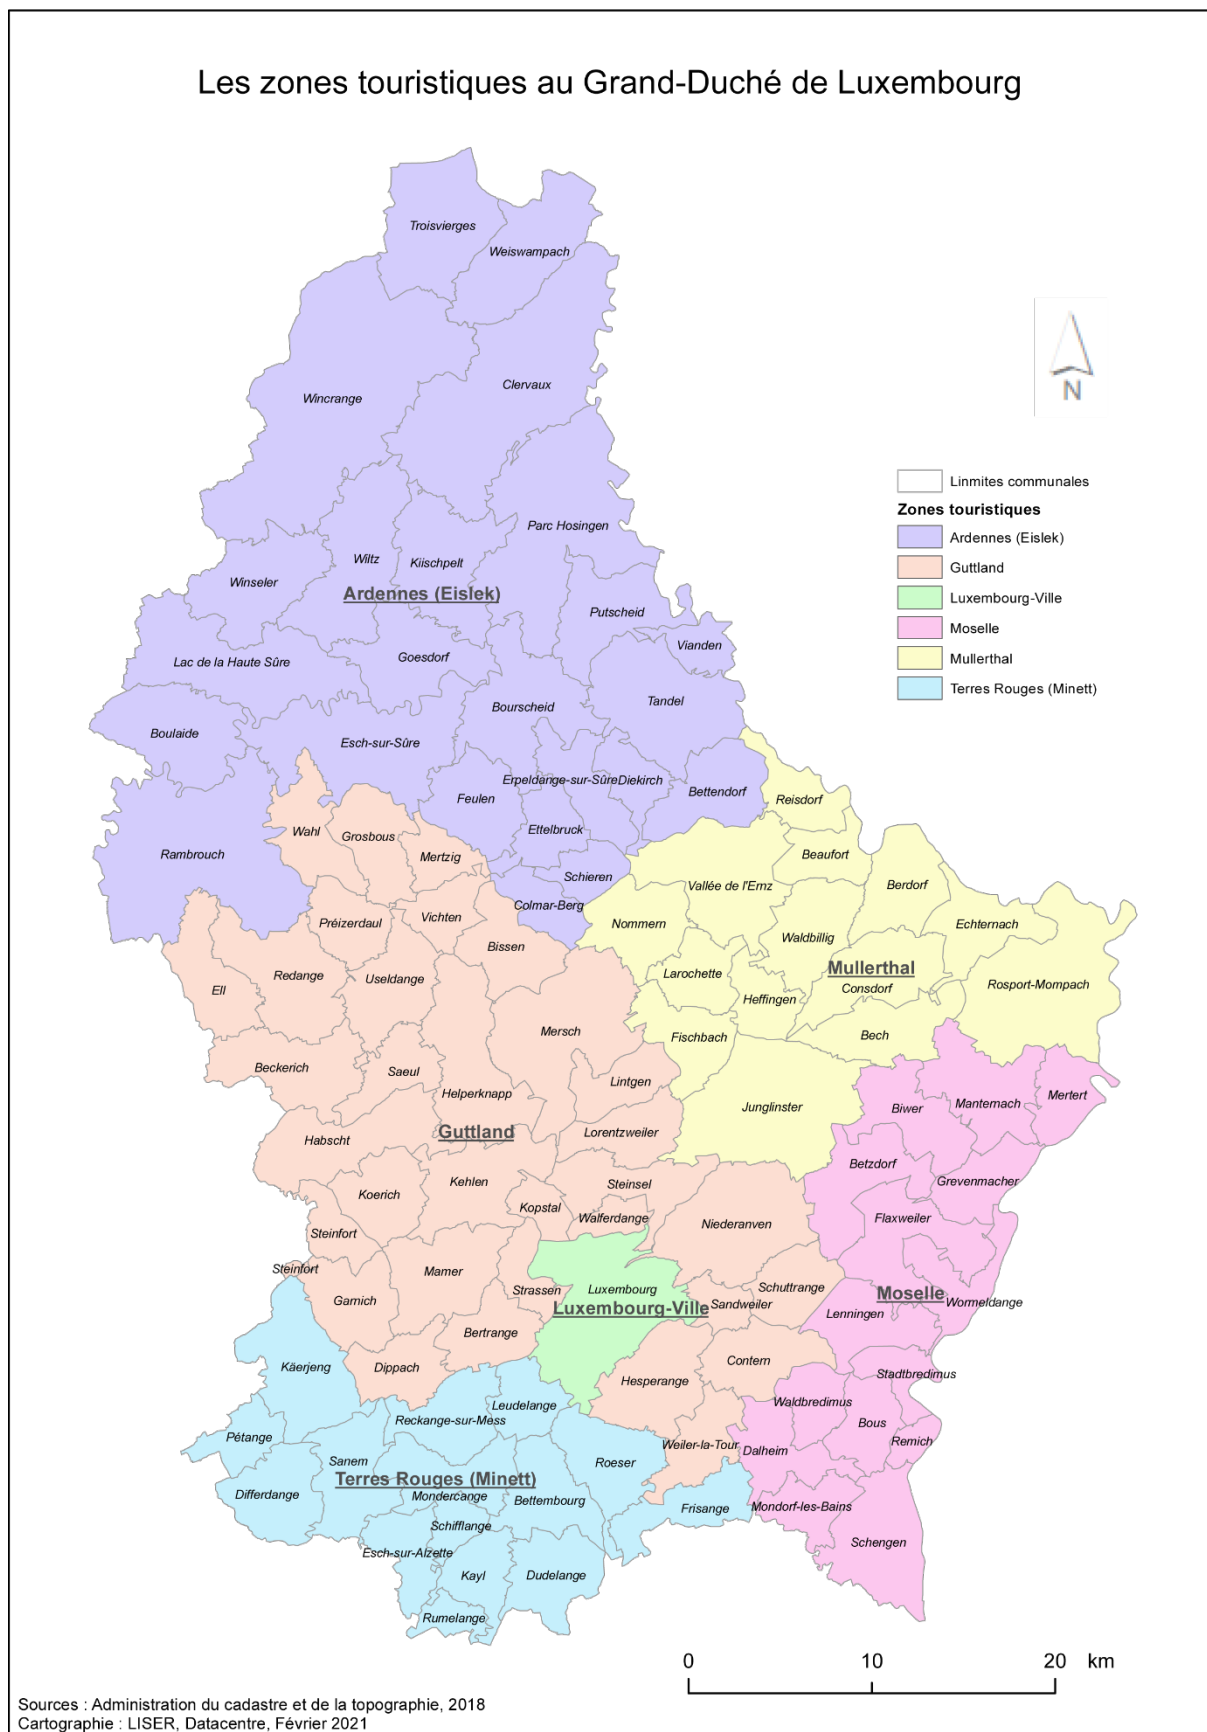 Les zones touristiques au Grand-Duché de Luxembourg
Troisvierges
Weiswampach
N
Clervaux
Wincrange
Linmites communales
Zones touristiques
Ardennes (Eislek)
Guttland
Luxembourg-Ville
Moselle
Mullerthal
Terres Rouges (Minett)
Parc Hosingen
Wiltz
Kiischpelt
Winseler
Ardennes (Eislek)
Putscheid
Vianden
Goesdorf
Lac de la Haute Sûre
Tandel
Bourscheid
Boulaide
Esch-sur-Sûre
Erpeldange-sur-Sûre
Diekirch
Bettendorf
Feulen
Reisdorf
Ettelbruck
Wahl
Grosbous
Mertzig
Rambrouch
Beaufort
Schieren
Vallée de l'Ernz
Berdorf
Colmar-Berg
Vichten
Préizerdaul
Nommern
Echternach
Waldbillig
Bissen
Redange
Useldange
Larochette
Mullerthal
Consdorf
Rosport-Mompach
Ell
Heffingen
Mersch
Fischbach
Bech
Beckerich
Saeul
Lintgen
Helperknapp
Junglinster
Biwer
Manternach
Mertert
Guttland
Lorentzweiler
Habscht
Betzdorf
Grevenmacher
Koerich
Kehlen
Steinsel
Kopstal
Walferdange
Flaxweiler
Niederanven
Steinfort
Steinfort
Mamer
Garnich
Strassen
Luxembourg
Luxembourg-Ville
Schuttrange
Sandweiler
Moselle
Wormeldange
Lenningen
Bertrange
Contern
Dippach
Käerjeng
Hesperange
Stadtbredimus
Waldbredimus
Leudelange
Reckange-sur-Mess
Bous
Pétange
Weiler-la-Tour
Dalheim
Remich
Sanem
Roeser
Terres Rouges (Minett)
Differdange
Mondercange
Bettembourg
Frisange
Mondorf-les-Bains
Schifflange
Schengen
Esch-sur-Alzette
Kayl
Dudelange
Rumelange
0 10 20 km
Sources : Administration du cadastre et de la topographie, 2018
Cartographie : LISER, Datacentre, Février 2021